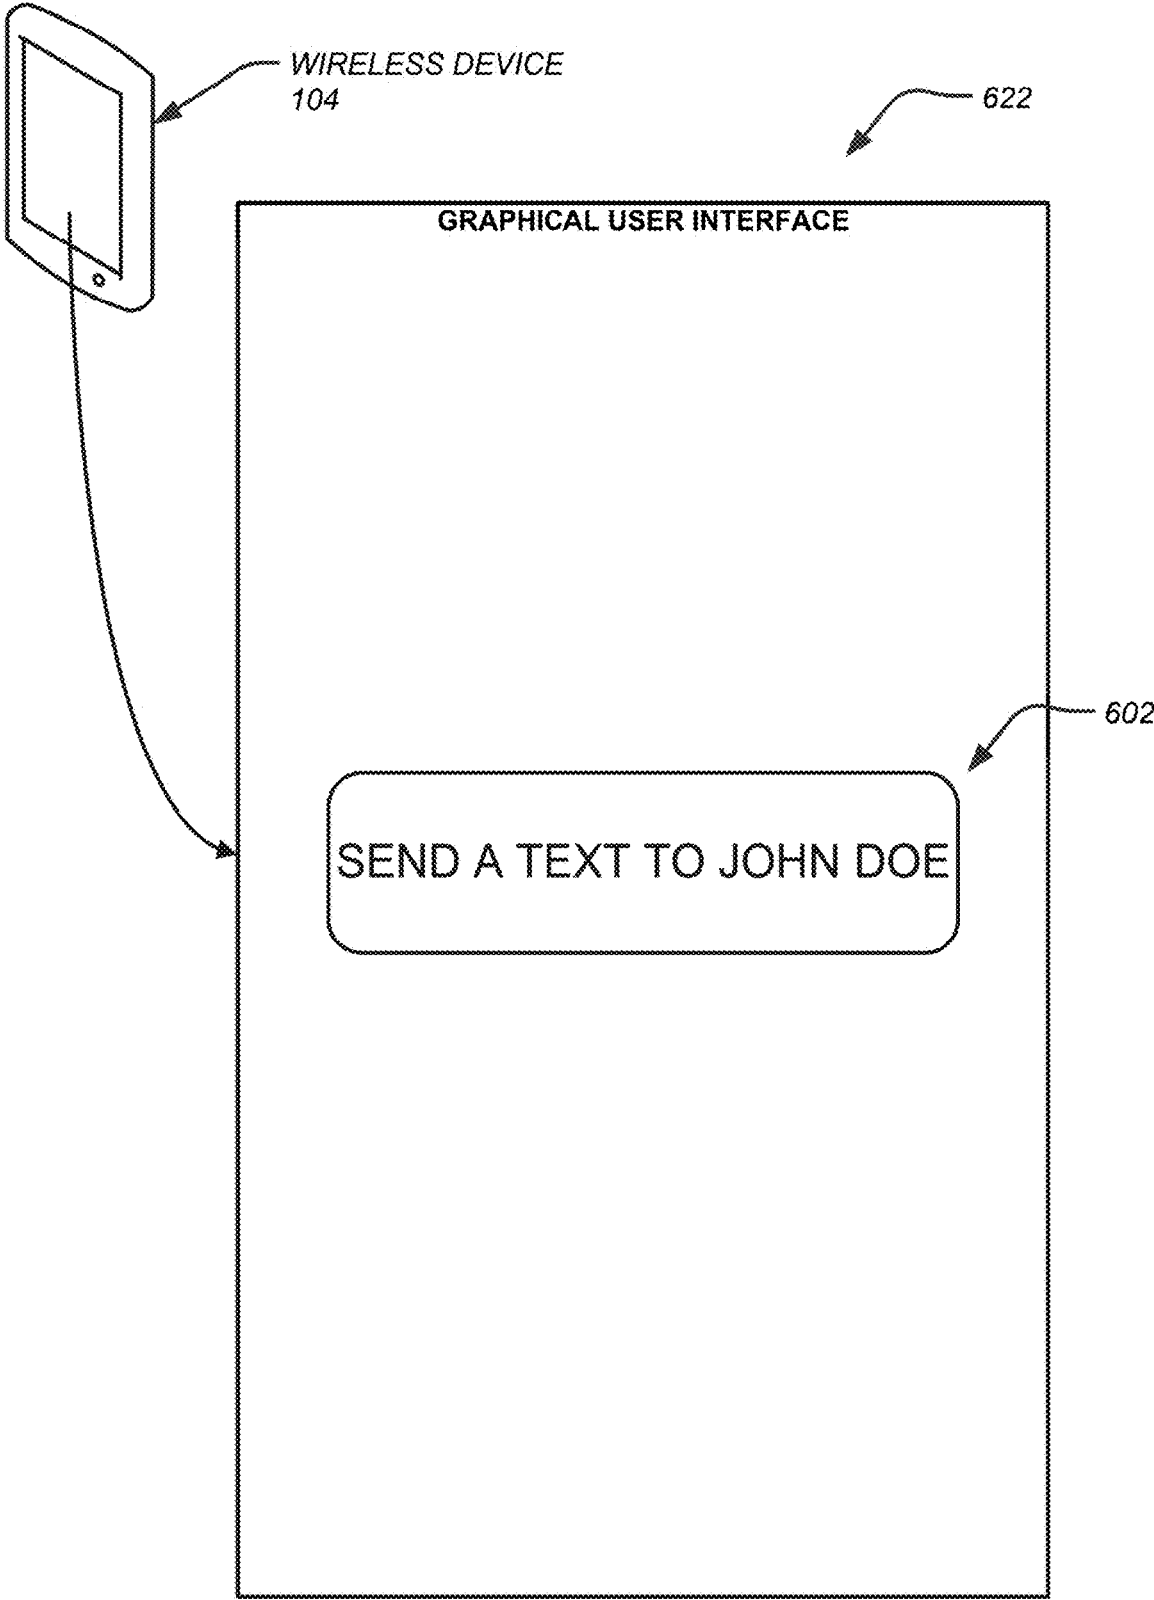 WIRELESS DEVICE
104
622
GRAPHICAL USER INTERFACE
602
SEND A TEXT TO JOHN DOE